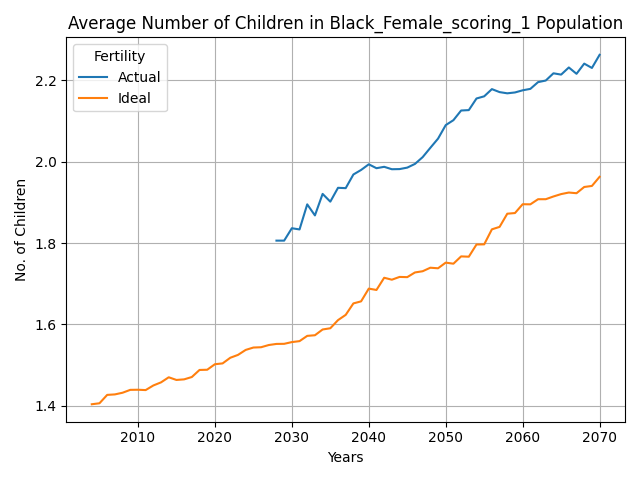 Average Number of Children in Black_Female_scoring_1 Population
Fertility
Actual
Ideal
No. of Children
2.2
2.0
1.8
1.6
1.4
2010 2020 2030 2040 2050 2060 2070
Years